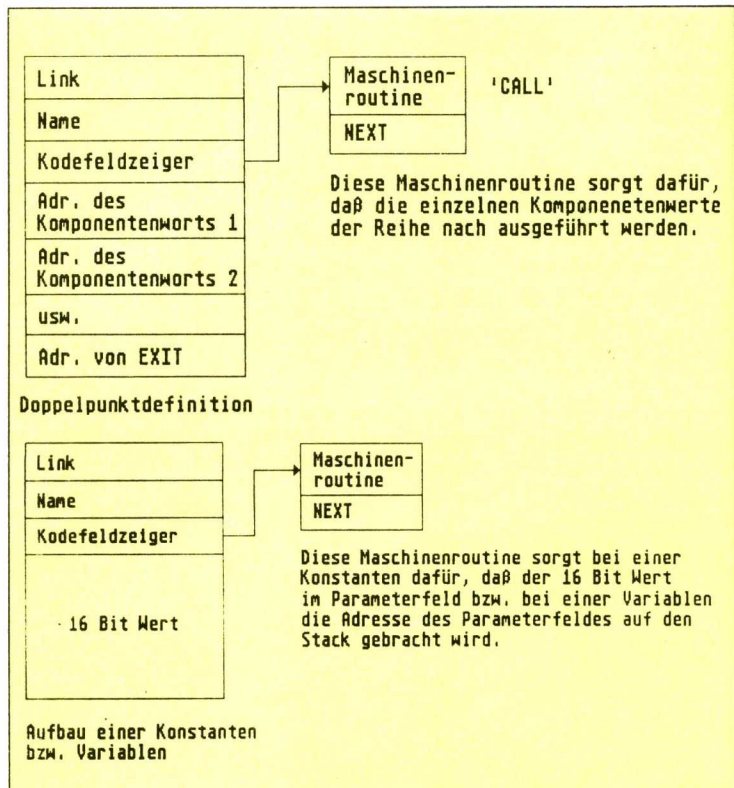 Link
Name
Kodefeldzeiger
Adr. des
Komponentenworts 1
Adr. des
Komponentenworts 2
usw.
Adr. von EXIT
Maschinen-
routine
NEXT
'CALL'
Diese Maschinenroutine sorgt dafür,
daß die einzelnen Komponenetenwerte
der Reihe nach ausgeführt werden.
Doppelpunktdefinition
Link
Name
Kodefeldzeiger
16 Bit Wert
Maschinen-
routine
NEXT
Diese Maschinenroutine sorgt bei einer
Konstanten dafür, daß der 16 Bit Wert
im Parameterfeld bzw. bei einer Variablen
die Adresse des Parameterfeldes auf den
Stack gebracht wird.
Aufbau einer Konstanten
bzw. Variablen